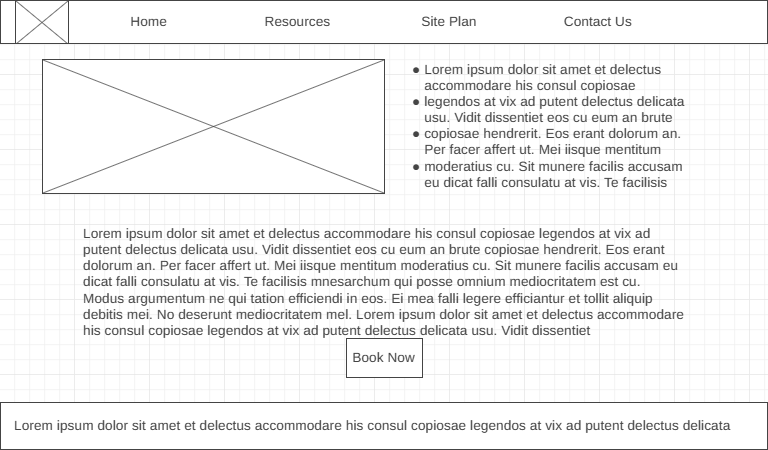 Home Resources Site Plan Contact Us
● Lorem ipsum dolor sit amet et delectus
accommodare his consul copiosae
● legendos at vix ad putent delectus delicata
usu. Vidit dissentiet eos cu eum an brute
● copiosae hendrerit. Eos erant dolorum an.
Per facer affert ut. Mei iisque mentitum
● moderatius cu. Sit munere facilis accusam
eu dicat falli consulatu at vis. Te facilisis
Lorem ipsum dolor sit amet et delectus accommodare his consul copiosae legendos at vix ad
putent delectus delicata usu. Vidit dissentiet eos cu eum an brute copiosae hendrerit. Eos erant
dolorum an. Per facer affert ut. Mei iisque mentitum moderatius cu. Sit munere facilis accusam eu
dicat falli consulatu at vis. Te facilisis mnesarchum qui posse omnium mediocritatem est cu.
Modus argumentum ne qui tation efficiendi in eos. Ei mea falli legere efficiantur et tollit aliquip
debitis mei. No deserunt mediocritatem mel. Lorem ipsum dolor sit amet et delectus accommodare
his consul copiosae legendos at vix ad putent delectus delicata usu. Vidit dissentiet
Book Now
Lorem ipsum dolor sit amet et delectus accommodare his consul copiosae legendos at vix ad putent delectus delicata